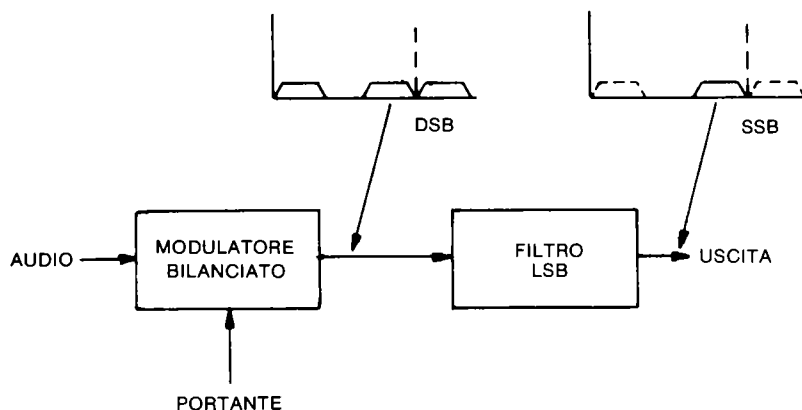 DSB
SSB
AUDIO
MODULATORE
BILANCIATO
FILTRO
LSB
USCITA
PORTANTE